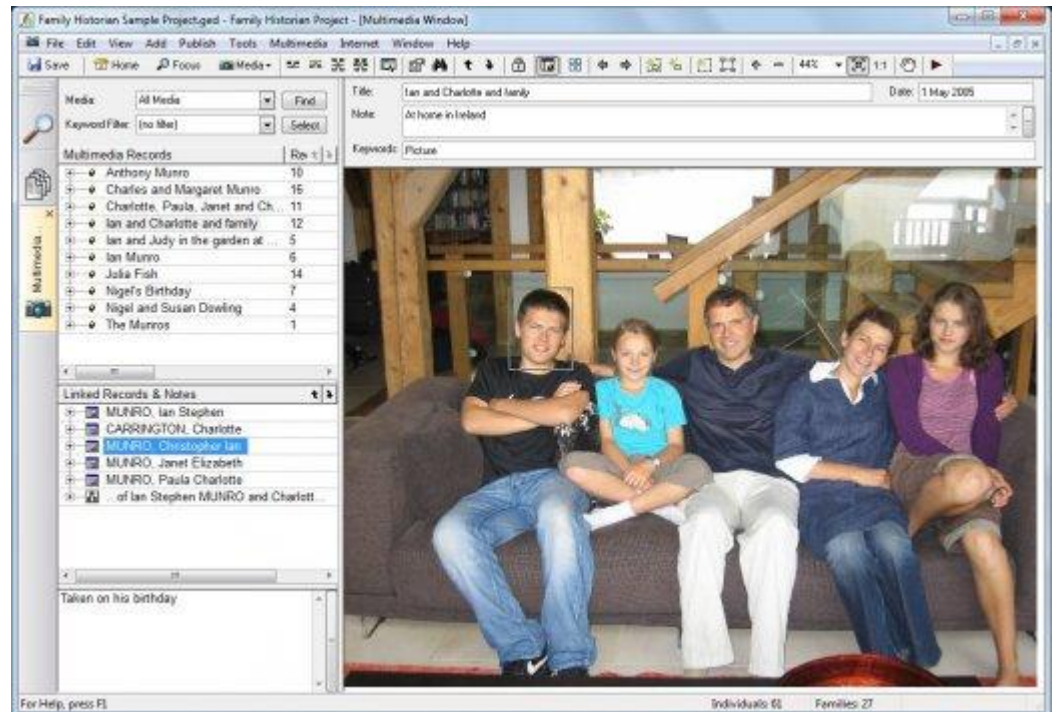 Family Historian Sample Project.ged - Family Historian Project - [Multimedia Window]
File Edit View Add Publish Tools Multimedia Internet Window Help
Save Home Focus Media 44% 1:1
Media: All Media Find
Keyword Filter: (no filter) Select
Title: Ian and Charlotte and family Date: 1 May 2005
Note: At home in Ireland
Keywords: Picture
Multimedia
Multimedia Records Rec
Anthony Munro 10
Charles and Margaret Munro 16
Charlotte, Paula, Janet and Ch... 11
Ian and Charlotte and family 12
Ian and Judy in the garden at ... 5
Ian Munro 6
Julia Fish 14
Nigel's Birthday 7
Nigel and Susan Dowling 4
The Munros 1
Linked Records & Notes
MUNRO, Ian Stephen
CARRINGTON, Charlotte
MUNRO, Christopher Ian
MUNRO, Janet Elizabeth
MUNRO, Paula Charlotte
... of Ian Stephen MUNRO and Charlott...
Taken on his birthday
For Help, press F1 Individuals: 61 Families: 27